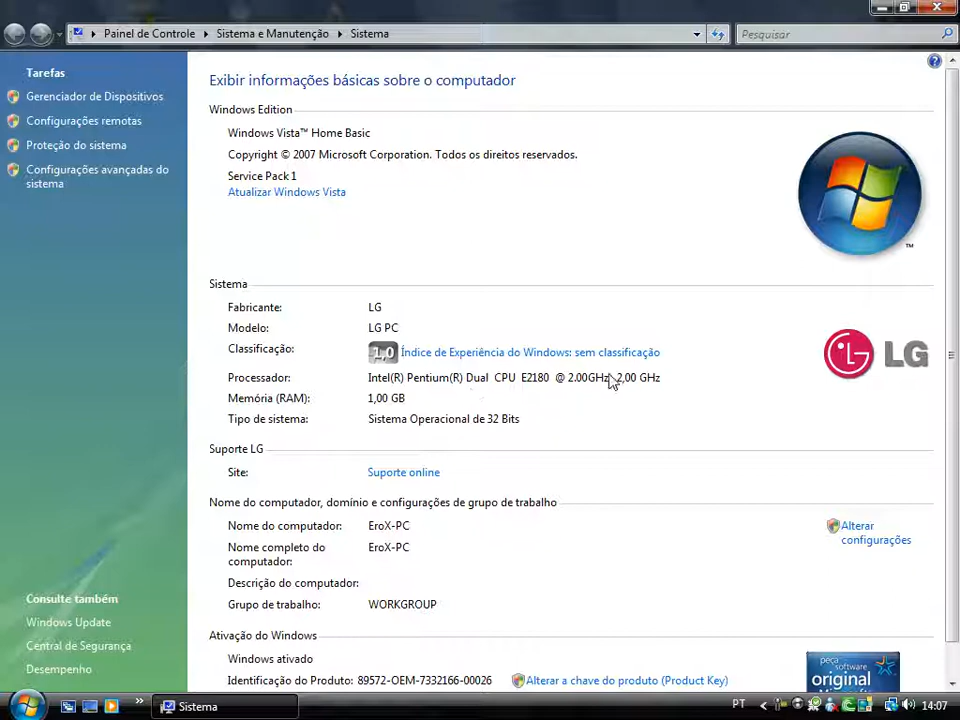 Painel de Controle Sistema e Manutenção Sistema
Pesquisar
Tarefas
Gerenciador de Dispositivos
Configurações remotas
Proteção do sistema
Configurações avançadas do
sistema
Consulte também
Windows Update
Central de Segurança
Desempenho
Exibir informações básicas sobre o computador
Windows Edition
Windows Vista™ Home Basic
Copyright © 2007 Microsoft Corporation. Todos os direitos reservados.
Service Pack 1
Atualizar Windows Vista
™
Sistema
Fabricante: LG
Modelo: LG PC
Classificação: 1,0 Índice de Experiência do Windows: sem classificação
Processador: Intel(R) Pentium(R) Dual CPU E2180 @ 2.00GHz 2,00 GHz
Memória (RAM): 1,00 GB
Tipo de sistema: Sistema Operacional de 32 Bits
LG
Suporte LG
Site: Suporte online
Nome do computador, domínio e configurações de grupo de trabalho
Nome do computador: EroX-PC
Alterar
configurações
Nome completo do
computador:
EroX-PC
Descrição do computador:
Grupo de trabalho: WORKGROUP
Ativação do Windows
Windows ativado
Identificação do Produto: 89572-OEM-7332166-00026 Alterar a chave do produto (Product Key)
peça
software
original
Sistema
PT
14:07